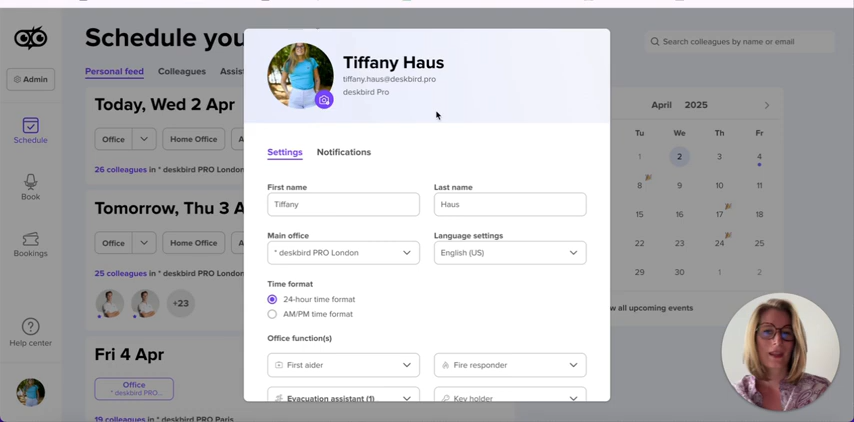 Schedule you
Search colleagues by name or email
Admin
Personal feed
Colleagues
Assis
Schedule
Book
Bookings
Help center
Today, Wed 2 Apr
Office
Home Office
26 colleagues in * deskbird PRO London
Tomorrow, Thu 3 A
Office
Home Office
25 colleagues in * deskbird PRO London
+23
Fri 4 Apr
Office
* deskbird PRO...
19 colleagues in * deskbird PRO Paris
Tiffany Haus
tiffany.haus@deskbird.pro
deskbird Pro
Settings
Notifications
First name
Last name
Tiffany
Haus
Main office
Language settings
* deskbird PRO London
English (US)
Time format
24-hour time format
AM/PM time format
Office function(s)
First aider
Fire responder
Evacuation assistant (1)
Key holder
April 2025
Tu We Th Fr
1 2 3 4
8 9 10 11
15 16 17 18
22 23 24 25
29 30 1 2
w all upcoming events